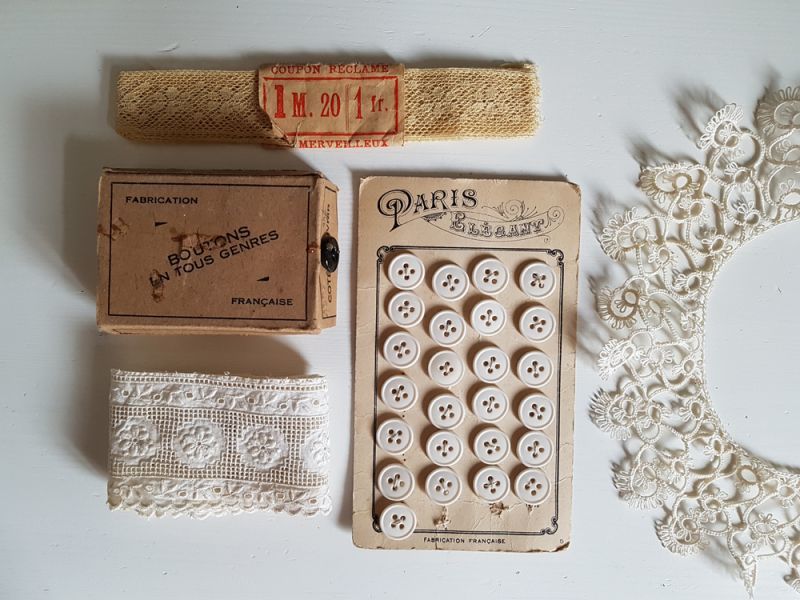 COUPON RÉCLAME
1 M. 20 1 fr.
MERVEILLEUX
FABRICATION
BOUTONS
EN TOUS GENRES
FRANÇAISE
PARIS
ÉLÉGANT
FABRICATION FRANÇAISE